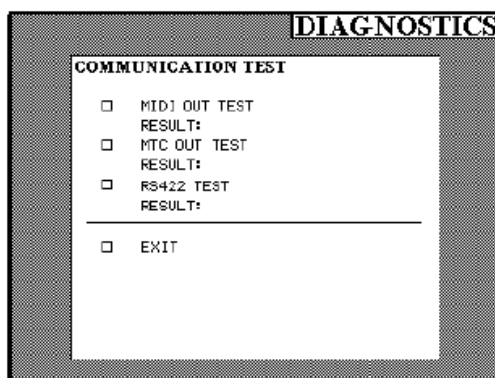 DIAGNOSTICS
COMMUNICATION TEST
MIDI OUT TEST
RESULT:
MTC OUT TEST
RESULT:
RS422 TEST
RESULT:
EXIT